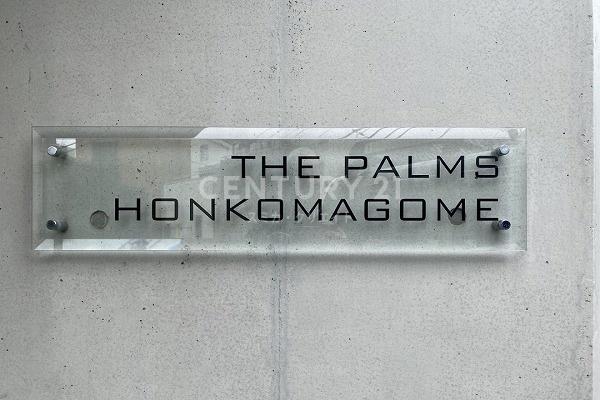 THE PALMS
CENTURY 21
HONKOMAGOME